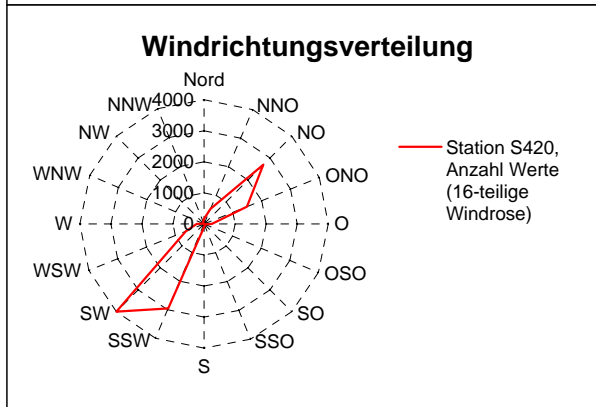 Windrichtungsverteilung
Nord
NNO
NO
ONO
O
OSO
SO
SSO
S
SSW
SW
WSW
W
WNW
NW
NNW
4000
3000
2000
1000
0
Station S420,
Anzahl Werte
(16-teilige
Windrose)